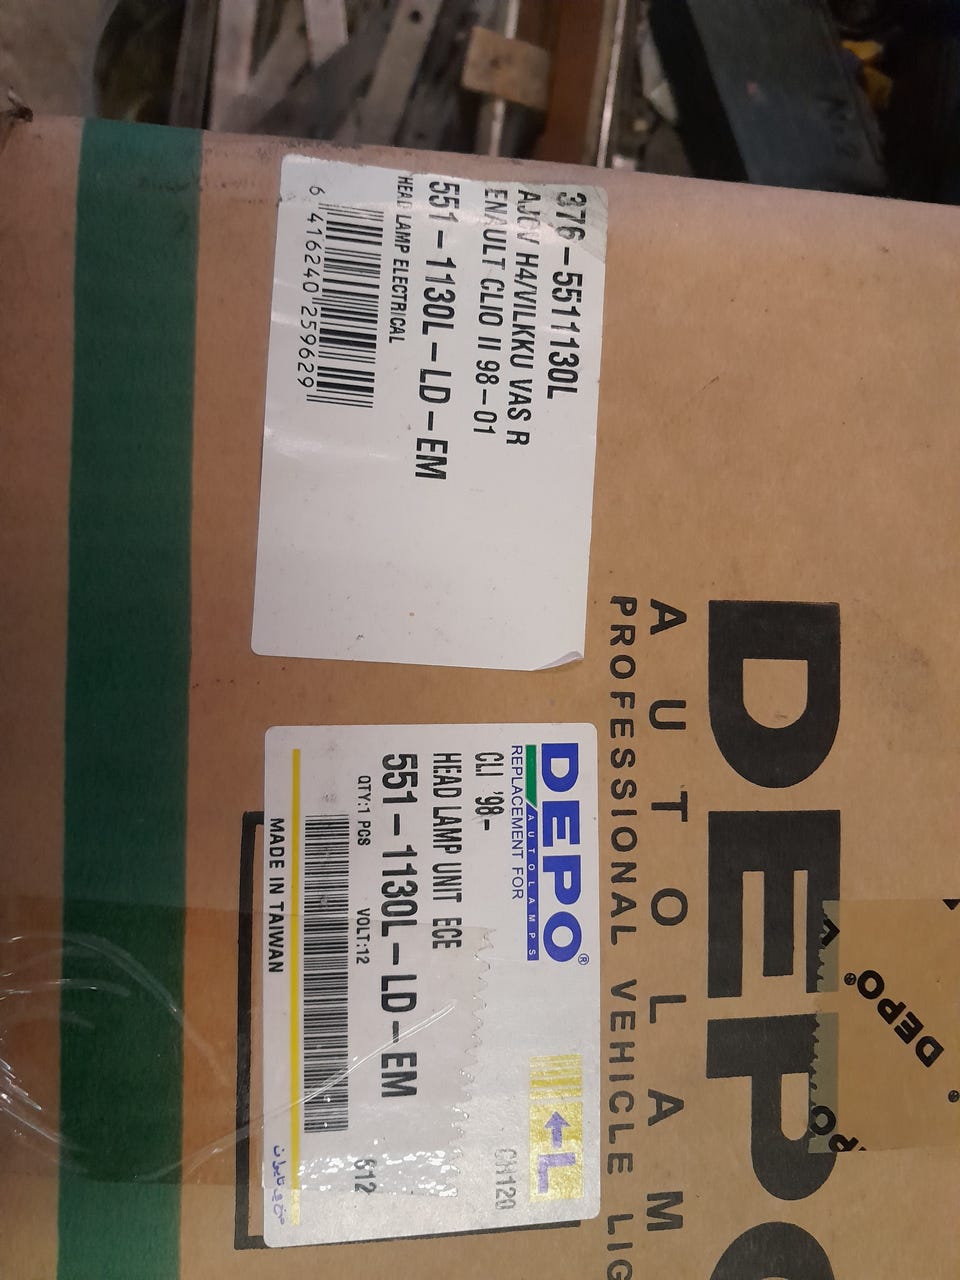 376-5511130L
AJOV H4/VILKKU VAS R
ENAULT CLIO II 98-01
551-1130L-LD-EM
HEAD LAMP ELECTRICAL
6 416240 259629
DEPO®
AUTOLAMPS
REPLACEMENT FOR
CLI '98-
HEAD LAMP UNIT ECE
551-1130L-LD-EM
QTY:1 PCS VOLT:12
MADE IN TAIWAN
L
CH120
612
DEPO
AUTOLAM
PROFESSIONAL VEHICLE LIG
DEPO®
PO